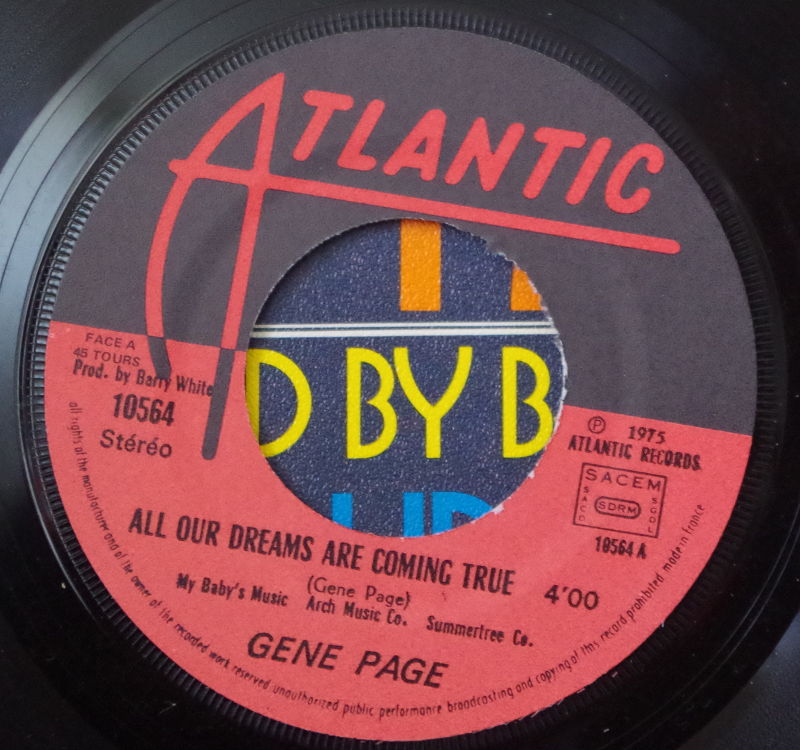 ATLANTIC
FACE A
45 TOURS
Prod. by Barry White
10564
Stéréo
D BY B
℗ 1975
ATLANTIC RECORDS
SACEM
SACD
SDRM
SGDL
10564 A
ALL OUR DREAMS ARE COMING TRUE 4'00
(Gene Page)
My Baby's Music Arch Music Co. Summertree Co.
GENE PAGE
all rights of the manufacturer and of the owner of the recorded work reserved unauthorized public performance broadcasting and copying of this record prohibited made in france